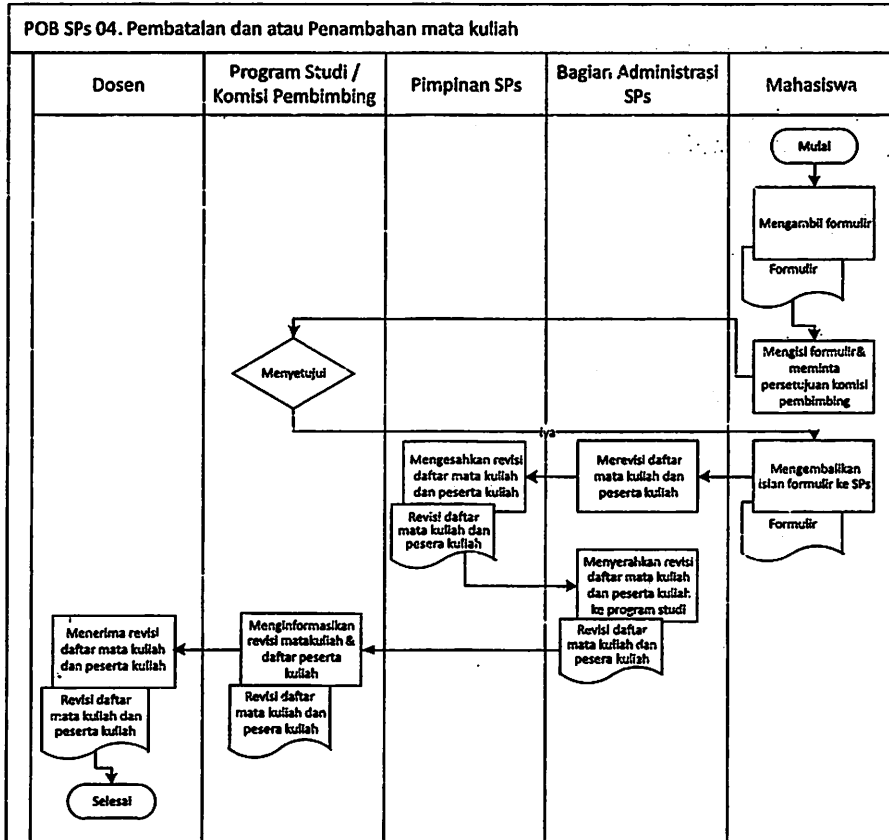 POB SPs 04. Pembatalan dan atau Penambahan mata kuliah
Dosen
Program Studi /
Komisi Pembimbing
Pimpinan SPs
Bagian Administrasi
SPs
Mahasiswa
Mulai
Mengambil formulir
Formulir
Mengisi formulir&
meminta
persetujuan komisi
pembimbing
Menyetujui
Iya
Mengembalikan
isian formulir ke SPs
Formulir
Merevisi daftar
mata kuliah dan
peserta kuliah
Mengesahkan revisi
daftar mata kuliah
dan peserta kuliah
Revisi daftar
mata kuliah dan
pesera kuliah
Menyerahkan revisi
daftar mata kuliah
dan peserta kuliah
ke program studi
Revisi daftar
mata kuliah dan
pesera kuliah
Menginformasikan
revisi matakuliah &
daftar peserta
kuliah
Revisi daftar
mata kuliah dan
pesera kuliah
Menerima revisi
daftar mata kuliah
dan peserta kuliah
Revisi daftar
mata kuliah dan
peserta kuliah
Selesai